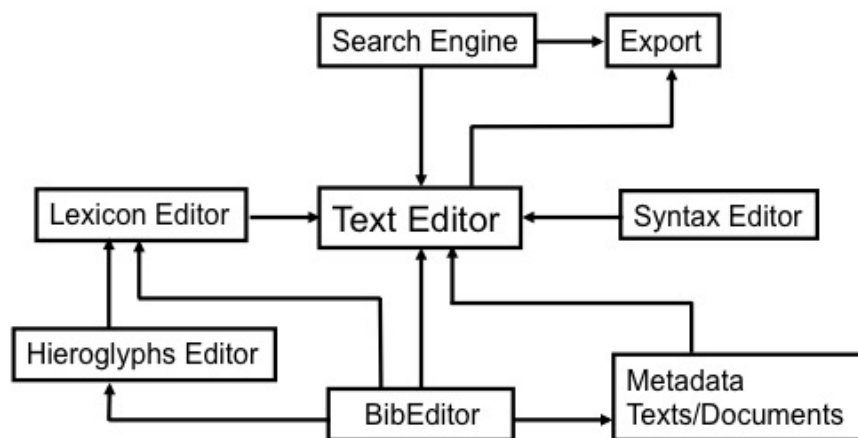 Search Engine
Export
Lexicon Editor
Text Editor
Syntax Editor
Hieroglyphs Editor
BibEditor
Metadata
Texts/Documents